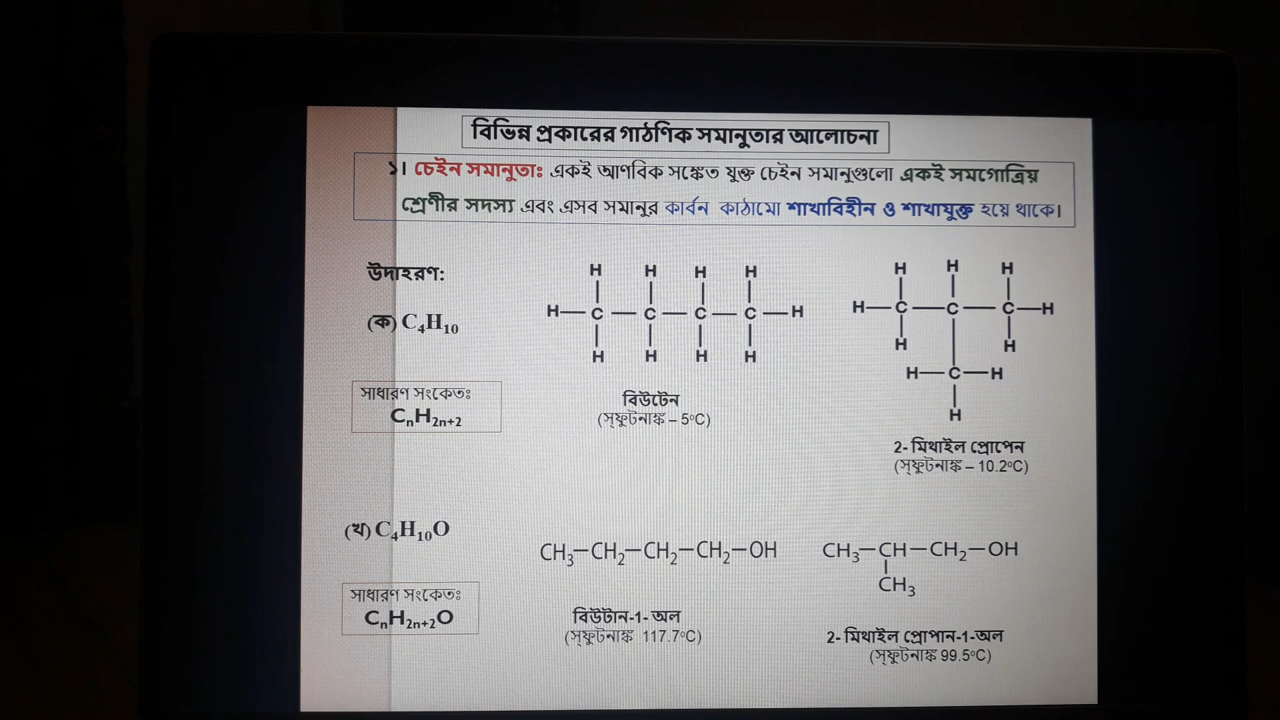 বিভিন্ন প্রকারের গাঠণিক সমানুতার আলোচনা
১। চেইন সমানুতাঃ একই আণবিক সঙ্কেত যুক্ত চেইন সমানুগুলো একই সমগোত্রিয়
শ্রেণীর সদস্য এবং এসব সমানুর কার্বন কাঠামো শাখাবিহীন ও শাখাযুক্ত হয়ে থাকে।
উদাহরণ:
(ক) C₄H₁₀
সাধারণ সংকেতঃ
CₙH₂ₙ₊₂
H H H H
H—C—C—C—C—H
H H H H
বিউটেন
(স্ফুটনাঙ্ক – 5°C)
H H H
H—C—C—C—H
H H
H—C—H
H
2- মিথাইল প্রোপেন
(স্ফুটনাঙ্ক – 10.2°C)
(খ) C₄H₁₀O
সাধারণ সংকেতঃ
CₙH₂ₙ₊₂O
CH₃—CH₂—CH₂—CH₂—OH
বিউটান-1- অল
(স্ফুটনাঙ্ক 117.7°C)
CH₃—CH—CH₂—OH
CH₃
2- মিথাইল প্রোপান-1-অল
(স্ফুটনাঙ্ক 99.5°C)